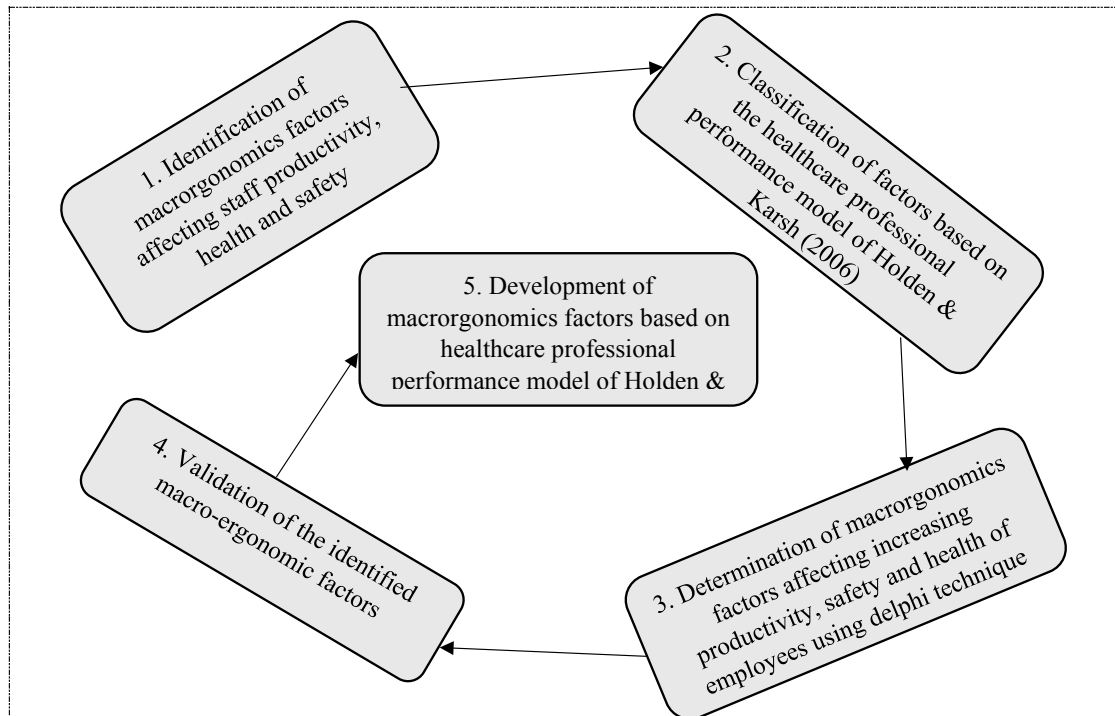 1. Identification of
macrorgonomics factors
affecting staff productivity,
health and safety
2. Classification of factors based on
the healthcare professional
performance model of Holden &
Karsh (2006)
3. Determination of macrorgonomics
factors affecting increasing
productivity, safety and health of
employees using delphi technique
4. Validation of the identified
macro-ergonomic factors
5. Development of
macrorgonomics factors based on
healthcare professional
performance model of Holden &